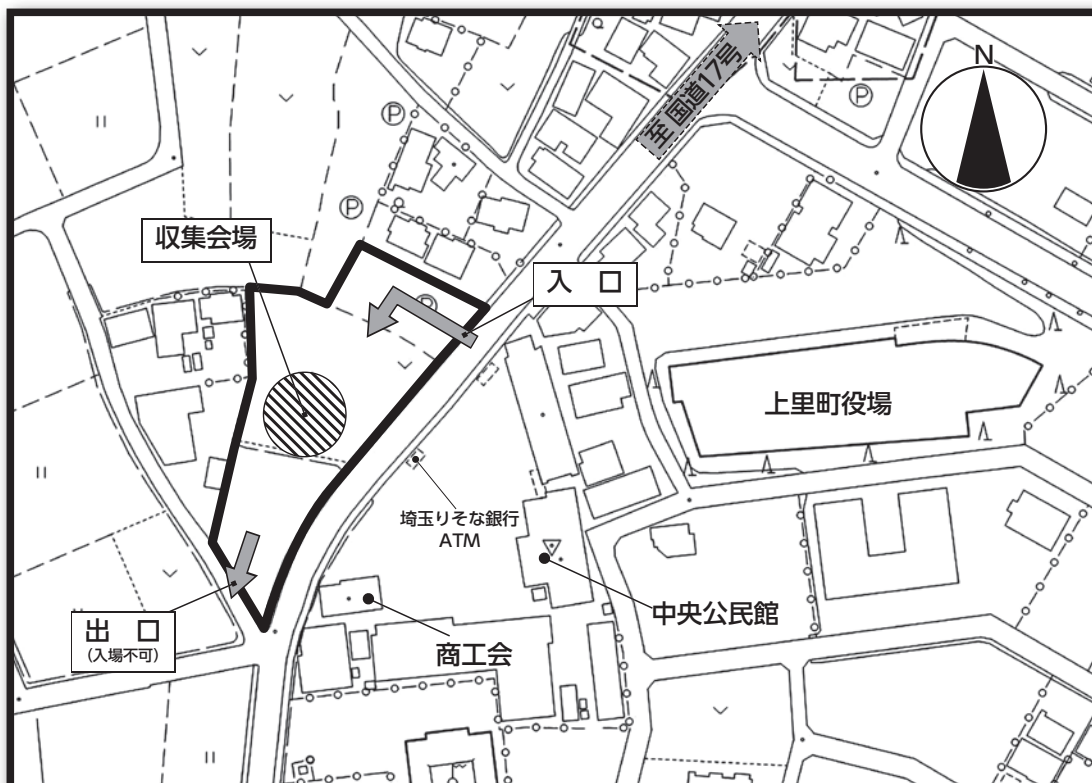 至 国道17号
N
Ⓟ
Ⓟ
Ⓟ
収集会場
入 口
Ⓟ
上里町役場
埼玉りそな銀行
ATM
中央公民館
出 口
(入場不可)
商工会